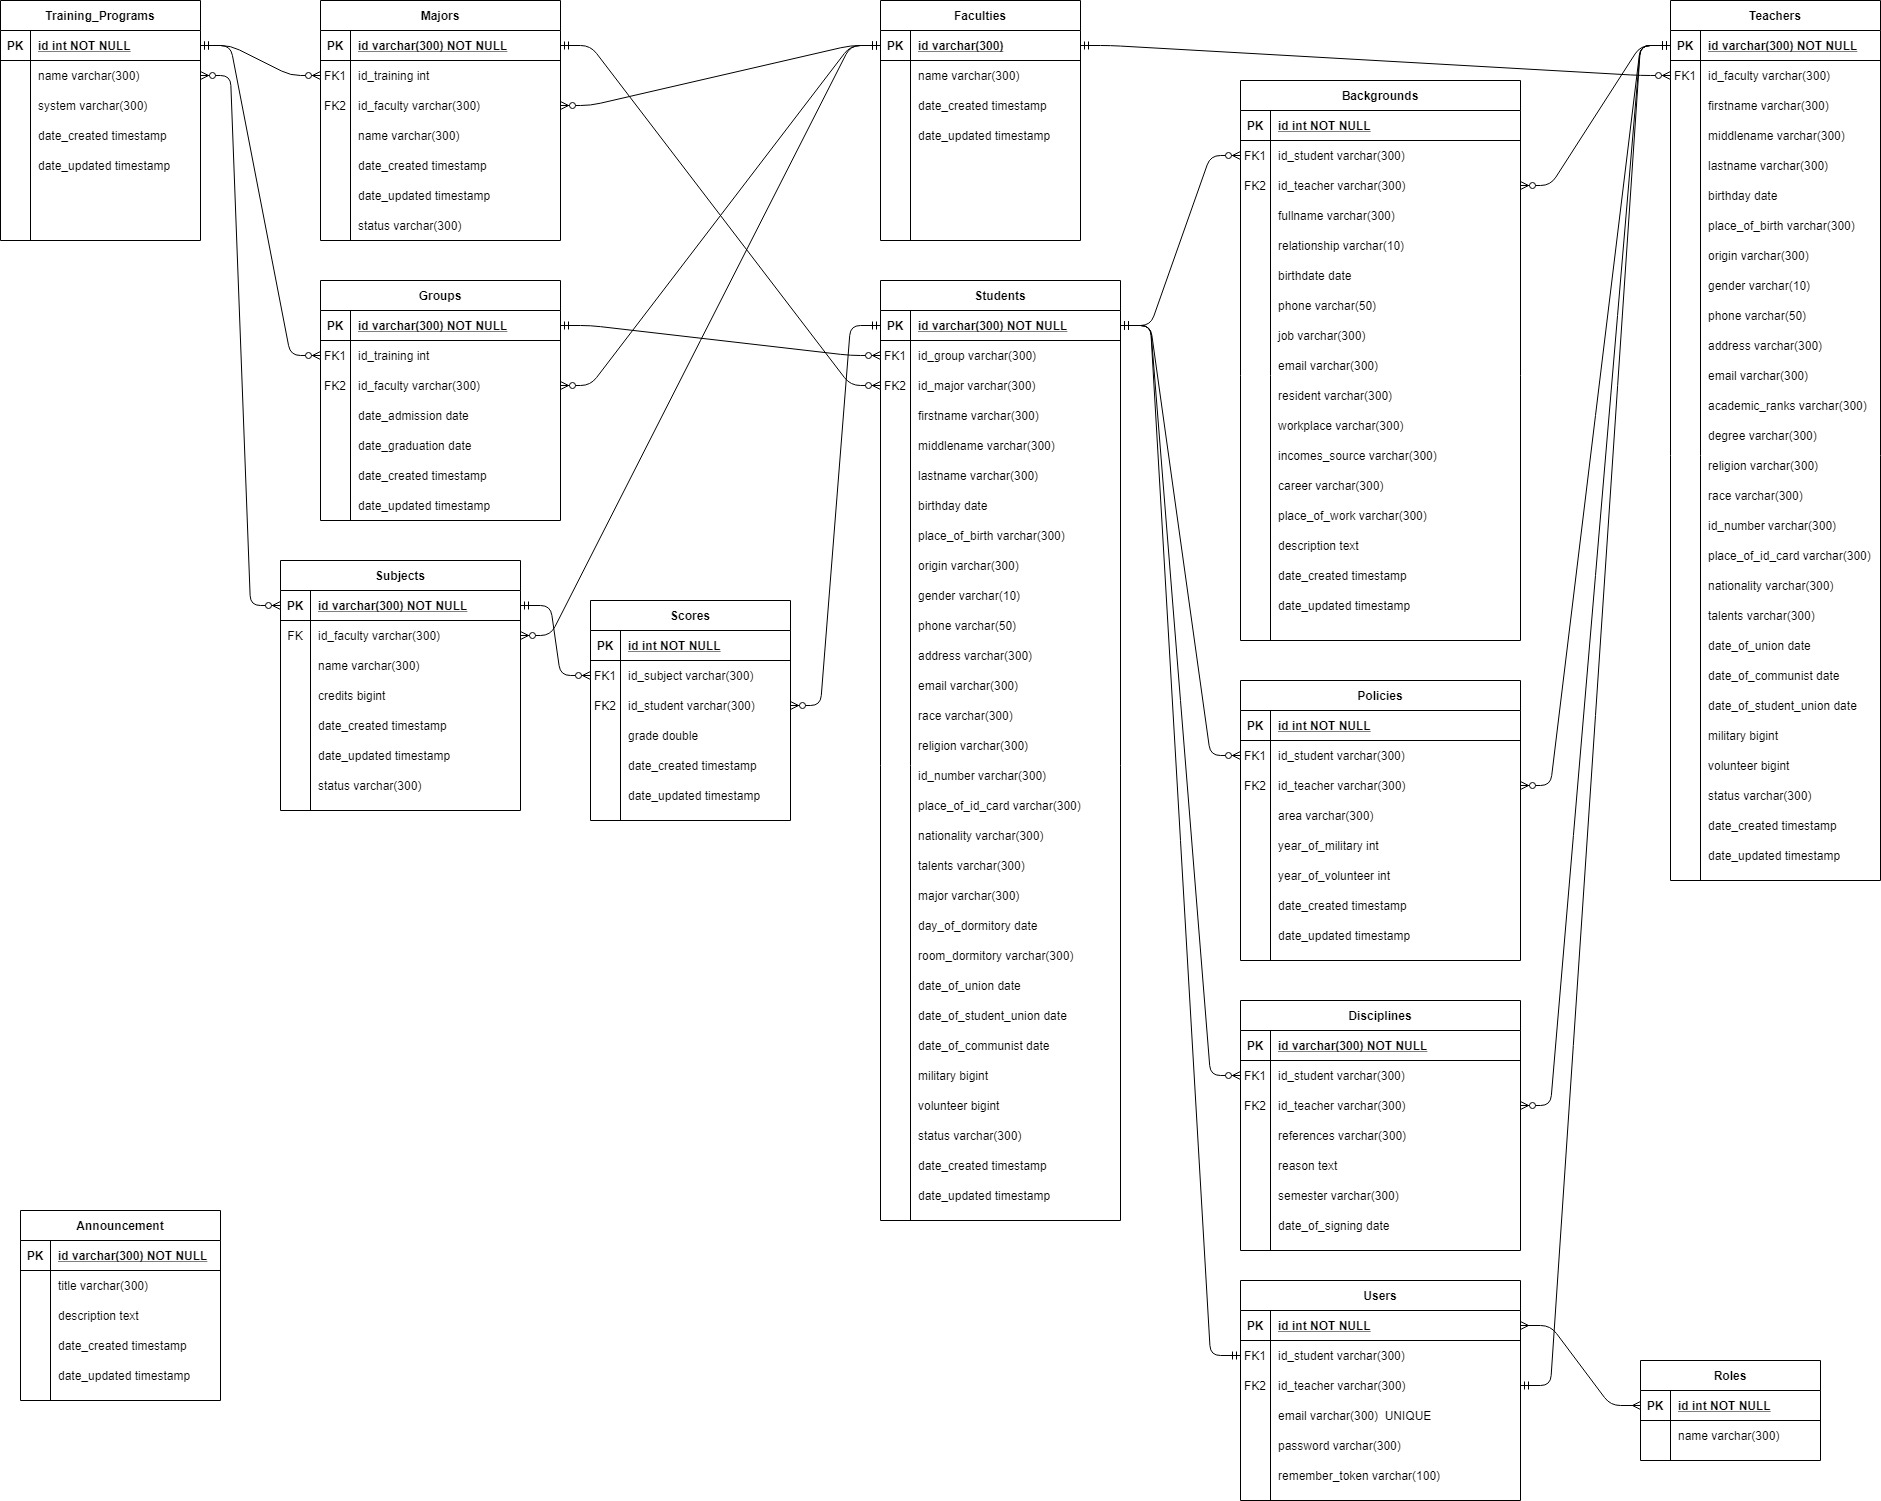 Training_Programs
PK id int NOT NULL
name varchar(300)
system varchar(300)
date_created timestamp
date_updated timestamp
Majors
PK id varchar(300) NOT NULL
FK1 id_training int
FK2 id_faculty varchar(300)
name varchar(300)
date_created timestamp
date_updated timestamp
status varchar(300)
Faculties
PK id varchar(300)
name varchar(300)
date_created timestamp
date_updated timestamp
Teachers
PK id varchar(300) NOT NULL
FK1 id_faculty varchar(300)
firstname varchar(300)
middlename varchar(300)
lastname varchar(300)
birthday date
place_of_birth varchar(300)
origin varchar(300)
gender varchar(10)
phone varchar(50)
address varchar(300)
email varchar(300)
academic_ranks varchar(300)
degree varchar(300)
religion varchar(300)
race varchar(300)
id_number varchar(300)
place_of_id_card varchar(300)
nationality varchar(300)
talents varchar(300)
date_of_union date
date_of_communist date
date_of_student_union date
military bigint
volunteer bigint
status varchar(300)
date_created timestamp
date_updated timestamp
Backgrounds
PK id int NOT NULL
FK1 id_student varchar(300)
FK2 id_teacher varchar(300)
fullname varchar(300)
relationship varchar(10)
birthdate date
phone varchar(50)
job varchar(300)
email varchar(300)
resident varchar(300)
workplace varchar(300)
incomes_source varchar(300)
career varchar(300)
place_of_work varchar(300)
description text
date_created timestamp
date_updated timestamp
Groups
PK id varchar(300) NOT NULL
FK1 id_training int
FK2 id_faculty varchar(300)
date_admission date
date_graduation date
date_created timestamp
date_updated timestamp
Students
PK id varchar(300) NOT NULL
FK1 id_group varchar(300)
FK2 id_major varchar(300)
firstname varchar(300)
middlename varchar(300)
lastname varchar(300)
birthday date
place_of_birth varchar(300)
origin varchar(300)
gender varchar(10)
phone varchar(50)
address varchar(300)
email varchar(300)
race varchar(300)
religion varchar(300)
id_number varchar(300)
place_of_id_card varchar(300)
nationality varchar(300)
talents varchar(300)
major varchar(300)
day_of_dormitory date
room_dormitory varchar(300)
date_of_union date
date_of_student_union date
date_of_communist date
military bigint
volunteer bigint
status varchar(300)
date_created timestamp
date_updated timestamp
Subjects
PK id varchar(300) NOT NULL
FK id_faculty varchar(300)
name varchar(300)
credits bigint
date_created timestamp
date_updated timestamp
status varchar(300)
Scores
PK id int NOT NULL
FK1 id_subject varchar(300)
FK2 id_student varchar(300)
grade double
date_created timestamp
date_updated timestamp
Policies
PK id int NOT NULL
FK1 id_student varchar(300)
FK2 id_teacher varchar(300)
area varchar(300)
year_of_military int
year_of_volunteer int
date_created timestamp
date_updated timestamp
Disciplines
PK id varchar(300) NOT NULL
FK1 id_student varchar(300)
FK2 id_teacher varchar(300)
references varchar(300)
reason text
semester varchar(300)
date_of_signing date
Announcement
PK id varchar(300) NOT NULL
title varchar(300)
description text
date_created timestamp
date_updated timestamp
Users
PK id int NOT NULL
FK1 id_student varchar(300)
FK2 id_teacher varchar(300)
email varchar(300) UNIQUE
password varchar(300)
remember_token varchar(100)
Roles
PK id int NOT NULL
name varchar(300)